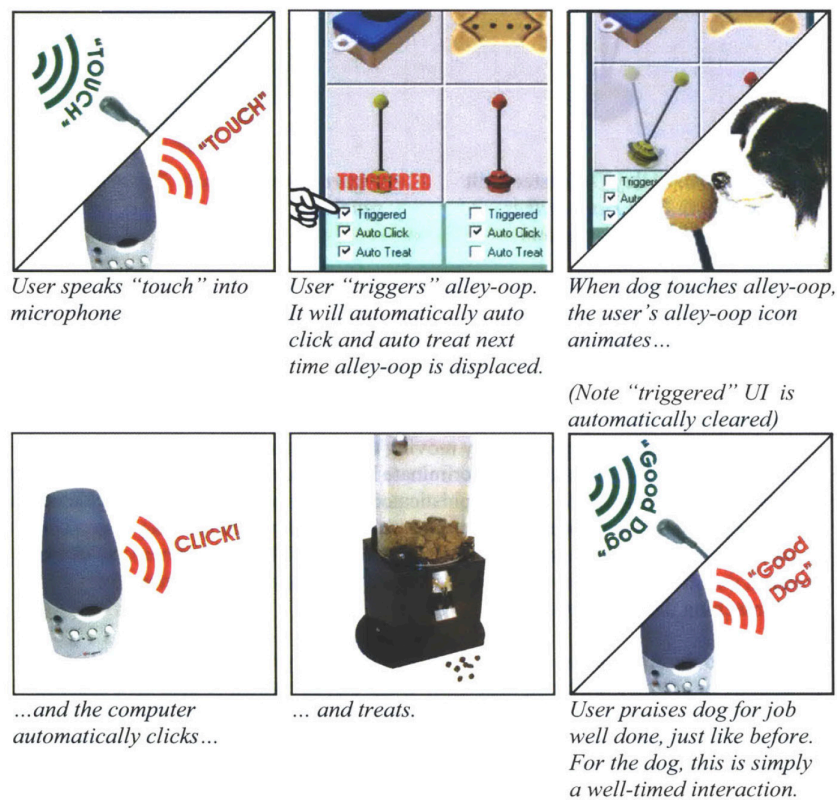 "TOUCH"
"TOUCH"
User speaks "touch" into
microphone
TRIGGERED
Triggered
Auto Click
Auto Treat
Triggered
Auto Click
Auto Treat
User "triggers" alley-oop.
It will automatically auto
click and auto treat next
time alley-oop is displaced.
Trigger
Aut
When dog touches alley-oop,
the user's alley-oop icon
animates…
(Note "triggered" UI is
automatically cleared)
CLICK!
…and the computer
automatically clicks…
… and treats.
"Good
Dog"
"Good
Dog"
User praises dog for job
well done, just like before.
For the dog, this is simply
a well-timed interaction.